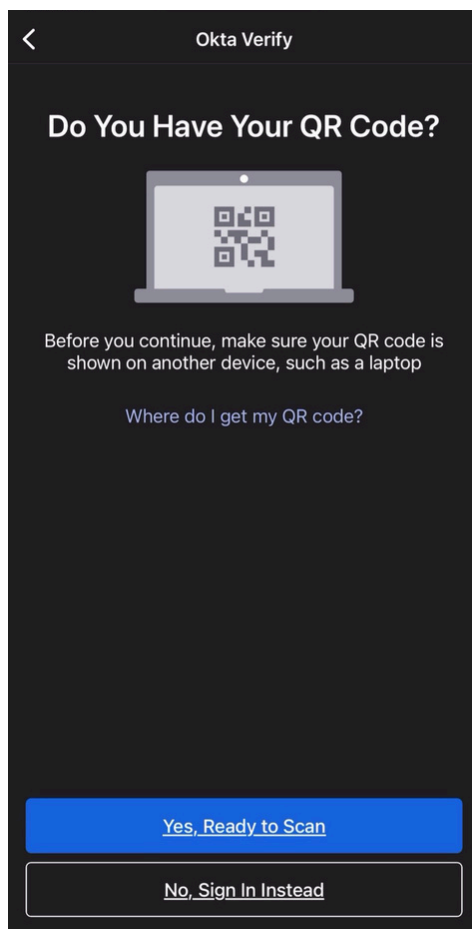 Okta Verify
Do You Have Your QR Code?
Before you continue, make sure your QR code is
shown on another device, such as a laptop
Where do I get my QR code?
Yes, Ready to Scan
No, Sign In Instead